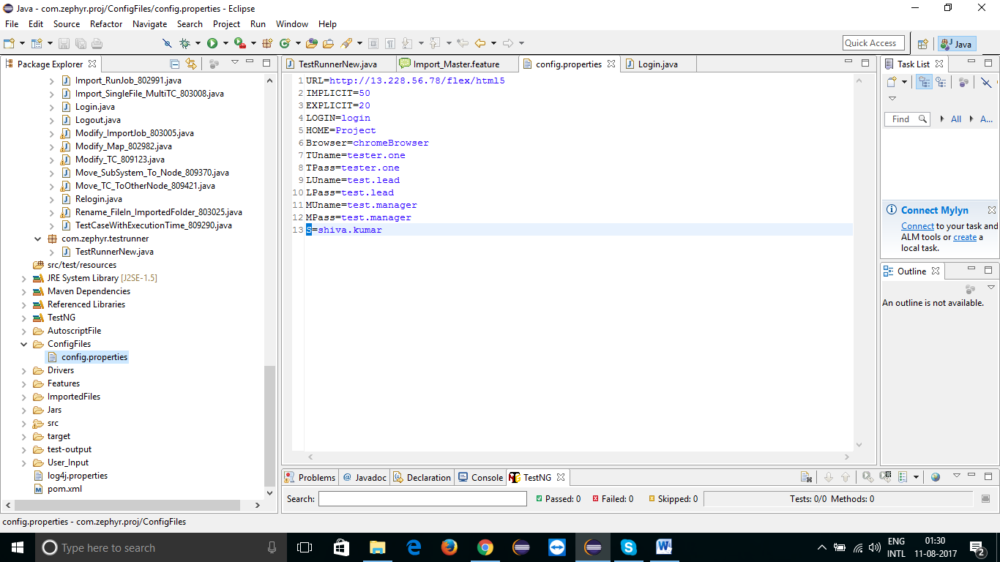 Java - com.zephyr.proj/ConfigFiles/config.properties - Eclipse
File Edit Source Refactor Navigate Search Project Run Window Help
Quick Access
Java
Package Explorer
Import_RunJob_802991.java
Import_SingleFile_MultiTC_803008.java
Login.java
Logout.java
Modify_ImportJob_803005.java
Modify_Map_802982.java
Modify_TC_809123.java
Move_SubSystem_To_Node_809370.java
Move_TC_ToOtherNode_809421.java
Relogin.java
Rename_FileIn_ImportedFolder_803025.java
TestCaseWithExecutionTime_809290.java
com.zephyr.testrunner
TestRunnerNew.java
src/test/resources
JRE System Library [J2SE-1.5]
Maven Dependencies
Referenced Libraries
TestNG
AutoscriptFile
ConfigFiles
config.properties
Drivers
Features
ImportedFiles
Jars
src
target
test-output
User_Input
log4j.properties
pom.xml
TestRunnerNew.java Import_Master.feature config.properties Login.java
1 URL=http://13.228.56.78/flex/html5
2 IMPLICIT=50
3 EXPLICIT=20
4 LOGIN=login
5 HOME=Project
6 Browser=chromeBrowser
7 TUname=tester.one
8 TPass=tester.one
9 LUname=test.lead
10 LPass=test.lead
11 MUname=test.manager
12 MPass=test.manager
13 S=shiva.kumar
Task List
Find All A...
Connect Mylyn
Connect to your task and
ALM tools or create a
local task.
Outline
An outline is not available.
Problems @ Javadoc Declaration Console TestNG
Search: Passed: 0 Failed: 0 Skipped: 0 Tests: 0/0 Methods: 0
config.properties - com.zephyr.proj/ConfigFiles
Type here to search
ENG
INTL
01:30
11-08-2017
2